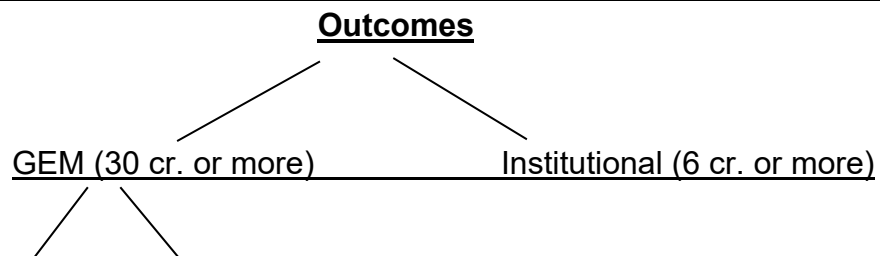 Outcomes
GEM (30 cr. or more) Institutional (6 cr. or more)